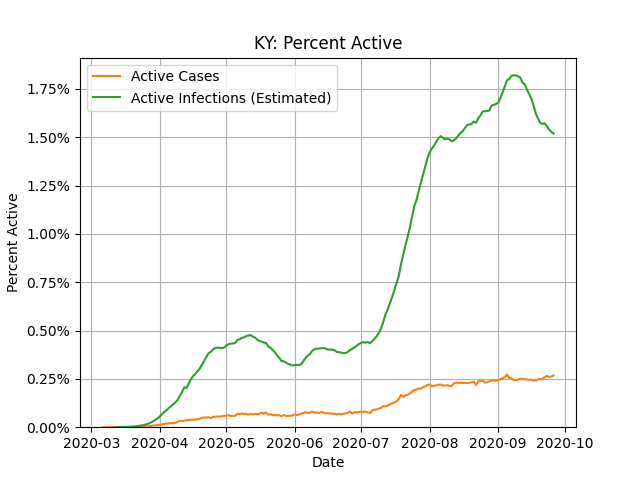 KY: Percent Active
Active Cases
Active Infections (Estimated)
Percent Active
1.75%
1.50%
1.25%
1.00%
0.75%
0.50%
0.25%
0.00%
2020-03 2020-04 2020-05 2020-06 2020-07 2020-08 2020-09 2020-10
Date